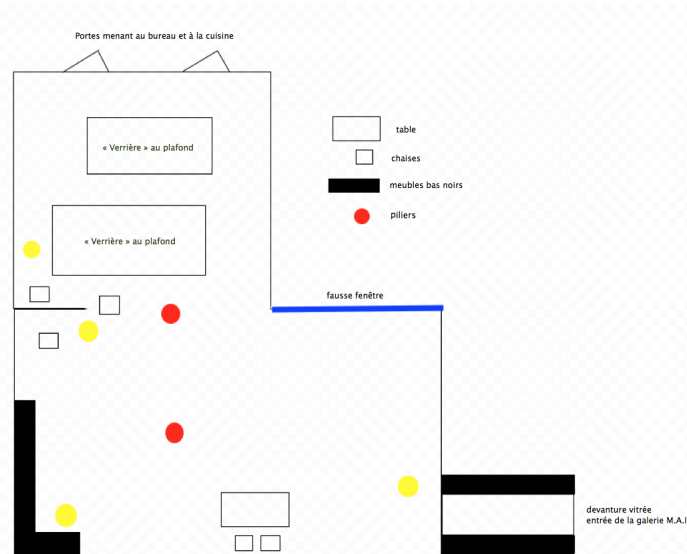 Portes menant au bureau et à la cuisine
« Verrière » au plafond
table
chaises
meubles bas noirs
piliers
« Verrière » au plafond
fausse fenêtre
devanture vitrée
entrée de la galerie M.A.I